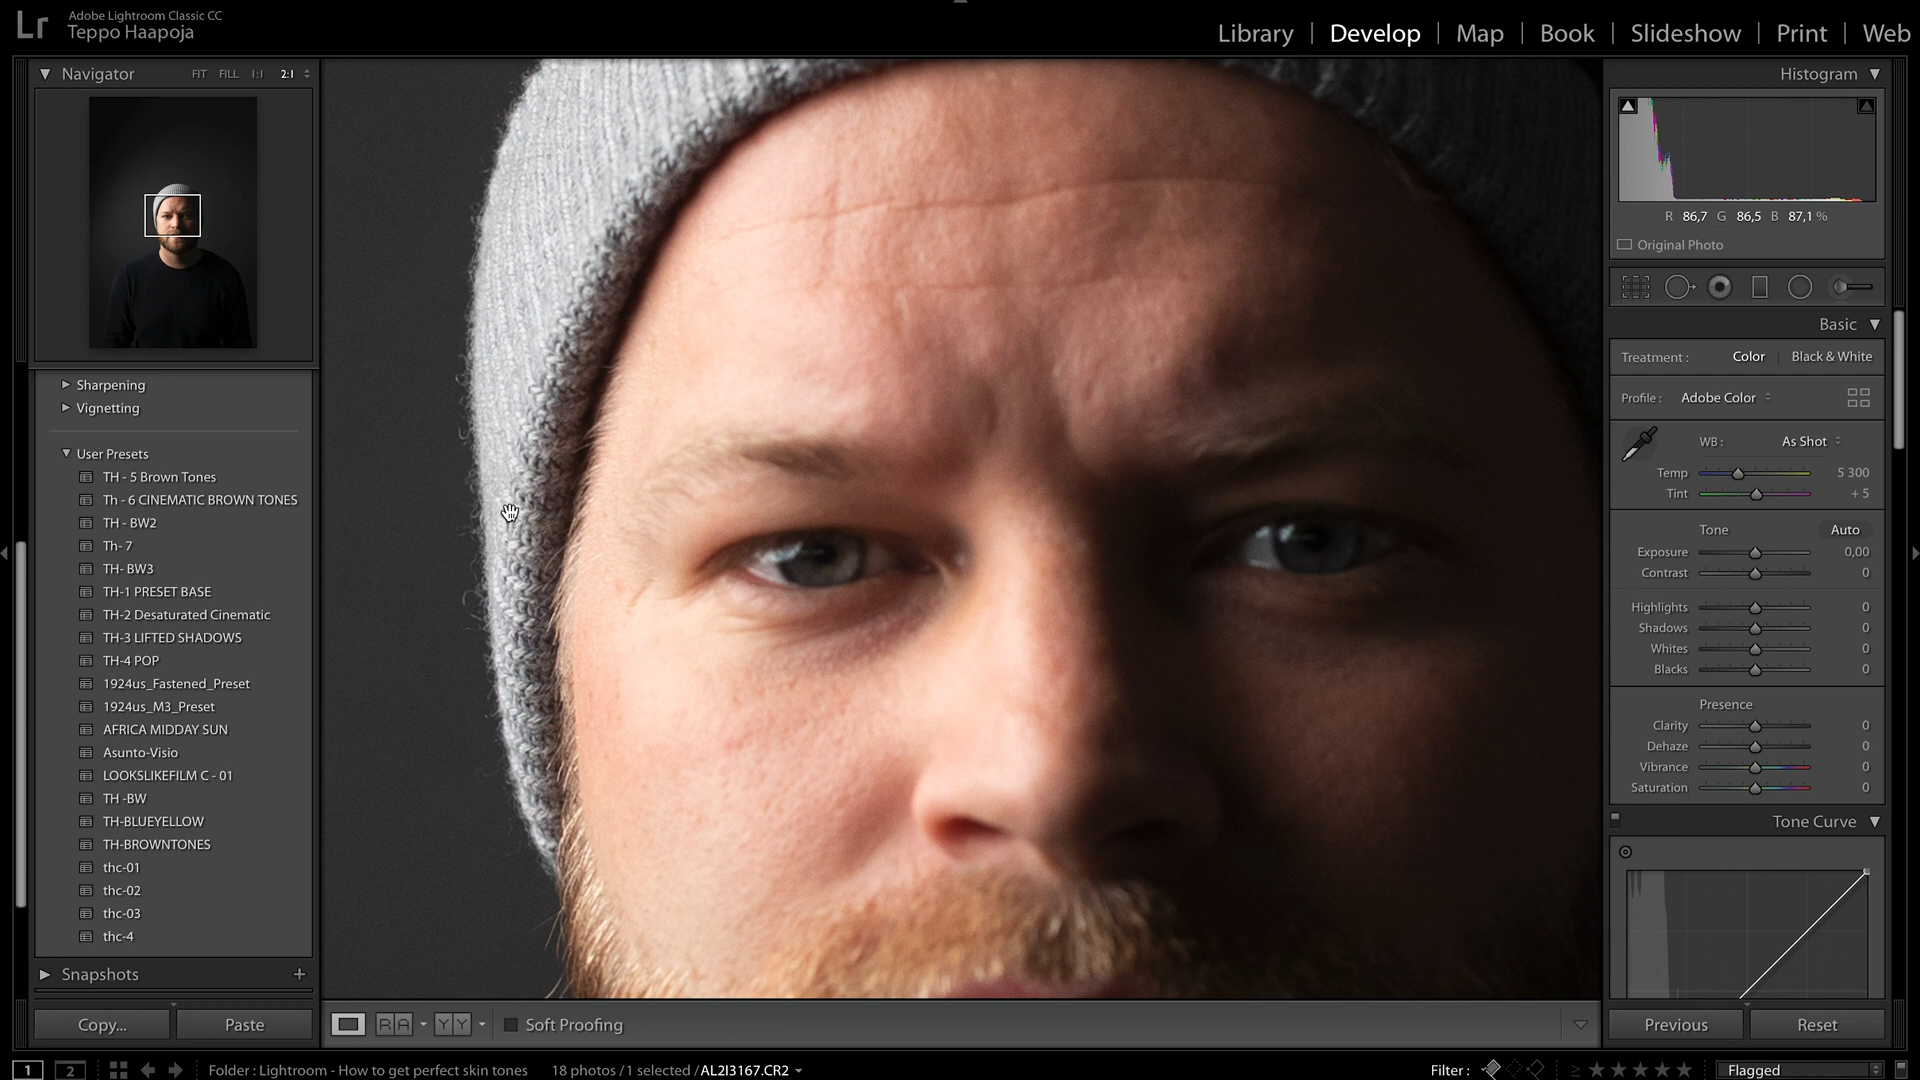 Lr
Adobe Lightroom Classic CC
Teppo Haapoja
Library | Develop | Map | Book | Slideshow | Print | Web
Navigator FIT FILL 1:1 2:1
Sharpening
Vignetting
User Presets
TH - 5 Brown Tones
Th - 6 CINEMATIC BROWN TONES
TH - BW2
Th- 7
TH- BW3
TH-1 PRESET BASE
TH-2 Desaturated Cinematic
TH-3 LIFTED SHADOWS
TH-4 POP
1924us_Fastened_Preset
1924us_M3_Preset
AFRICA MIDDAY SUN
Asunto-Visio
LOOKSLIKEFILM C - 01
TH -BW
TH-BLUEYELLOW
TH-BROWNTONES
thc-01
thc-02
thc-03
thc-4
Snapshots +
Copy... Paste
R A Y Y Soft Proofing
Histogram
R 86,7 G 86,5 B 87,1 %
Original Photo
Basic
Treatment : Color | Black & White
Profile : Adobe Color
WB : As Shot
Temp 5 300
Tint + 5
Tone Auto
Exposure 0,00
Contrast 0
Highlights 0
Shadows 0
Whites 0
Blacks 0
Presence
Clarity 0
Dehaze 0
Vibrance 0
Saturation 0
Tone Curve
Previous Reset
1 2 Folder : Lightroom - How to get perfect skin tones 18 photos /1 selected /AL2I3167.CR2 Filter : ≥ ★★★★★ Flagged